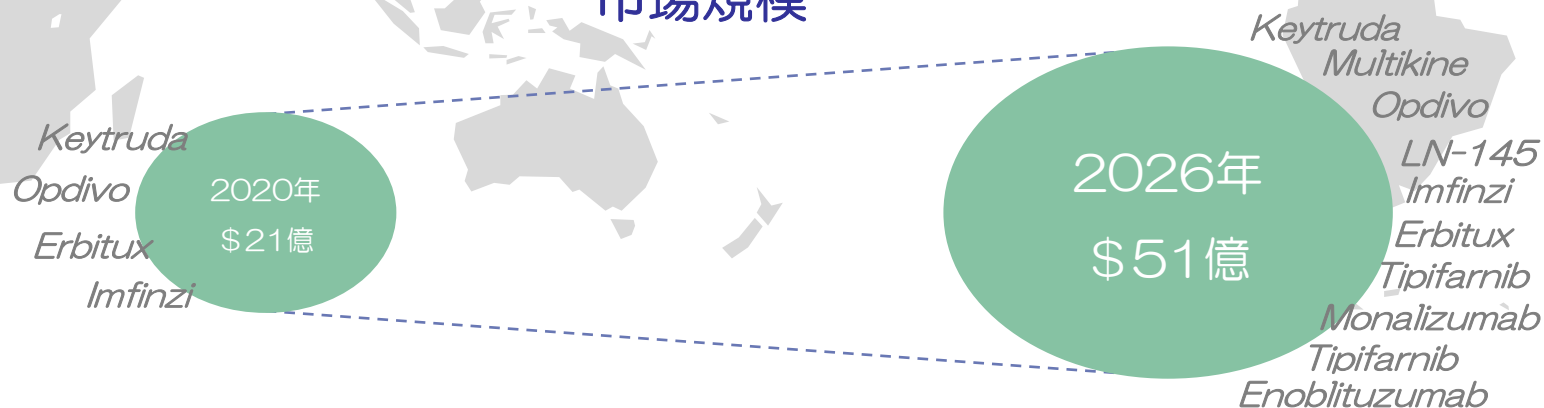 市場規模
Keytruda
Opdivo
Erbitux
Imfinzi
2020年
$21億
2026年
$51億
Keytruda
Multikine
Opdivo
LN-145
Imfinzi
Erbitux
Tipifarnib
Monalizumab
Tipifarnib
Enoblituzumab